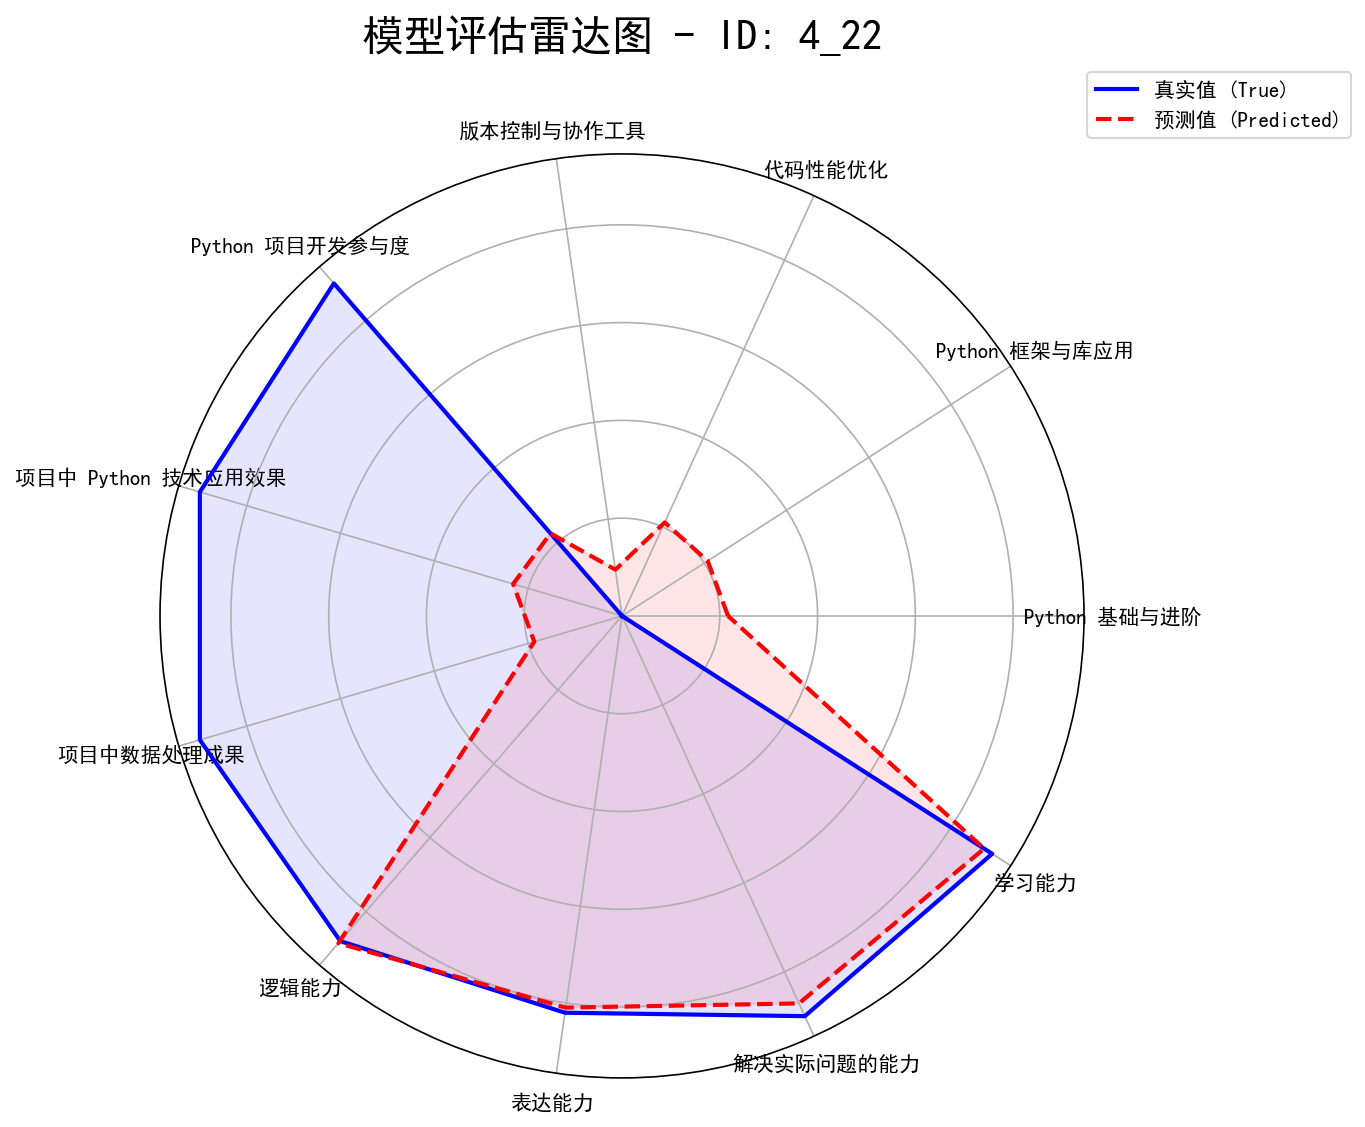 模型评估雷达图 - ID: 4_22
真实值 (True)
预测值 (Predicted)
版本控制与协作工具
代码性能优化
Python 项目开发参与度
Python 框架与库应用
项目中 Python 技术应用效果
Python 基础与进阶
项目中数据处理成果
学习能力
逻辑能力
解决实际问题的能力
表达能力